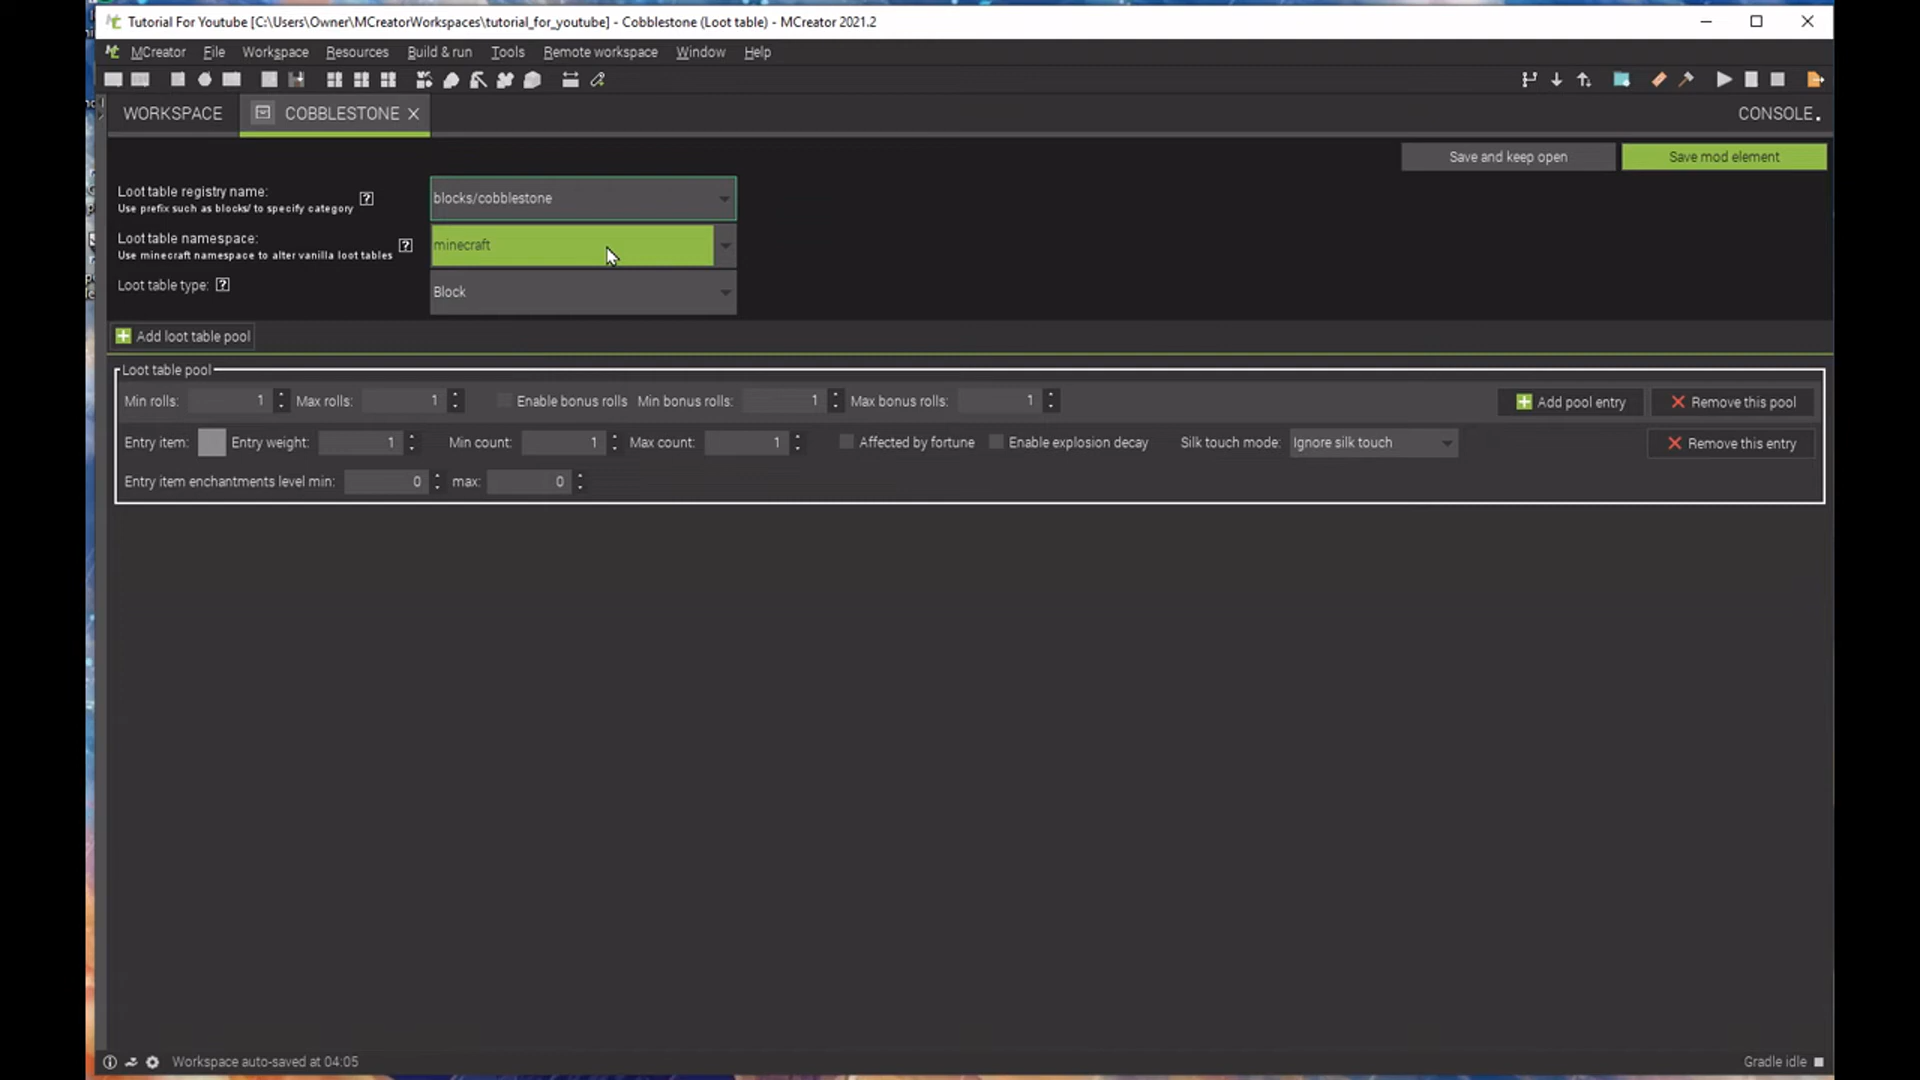 Tutorial For Youtube [C:\Users\Owner\MCreatorWorkspaces\tutorial_for_youtube] - Cobblestone (Loot table) - MCreator 2021.2
MCreator File Workspace Resources Build & run Tools Remote workspace Window Help
WORKSPACE COBBLESTONE CONSOLE
Save and keep open Save mod element
Loot table registry name: blocks/cobblestone
Use prefix such as blocks/ to specify category
Loot table namespace: minecraft
Use minecraft namespace to alter vanilla loot tables
Loot table type: Block
Add loot table pool
Loot table pool
Min rolls: 1 Max rolls: 1 Enable bonus rolls Min bonus rolls: 1 Max bonus rolls: 1 Add pool entry Remove this pool
Entry item: Entry weight: 1 Min count: 1 Max count: 1 Affected by fortune Enable explosion decay Silk touch mode: Ignore silk touch Remove this entry
Entry item enchantments level min: 0 max: 0
Workspace auto-saved at 04:05 Gradle idle